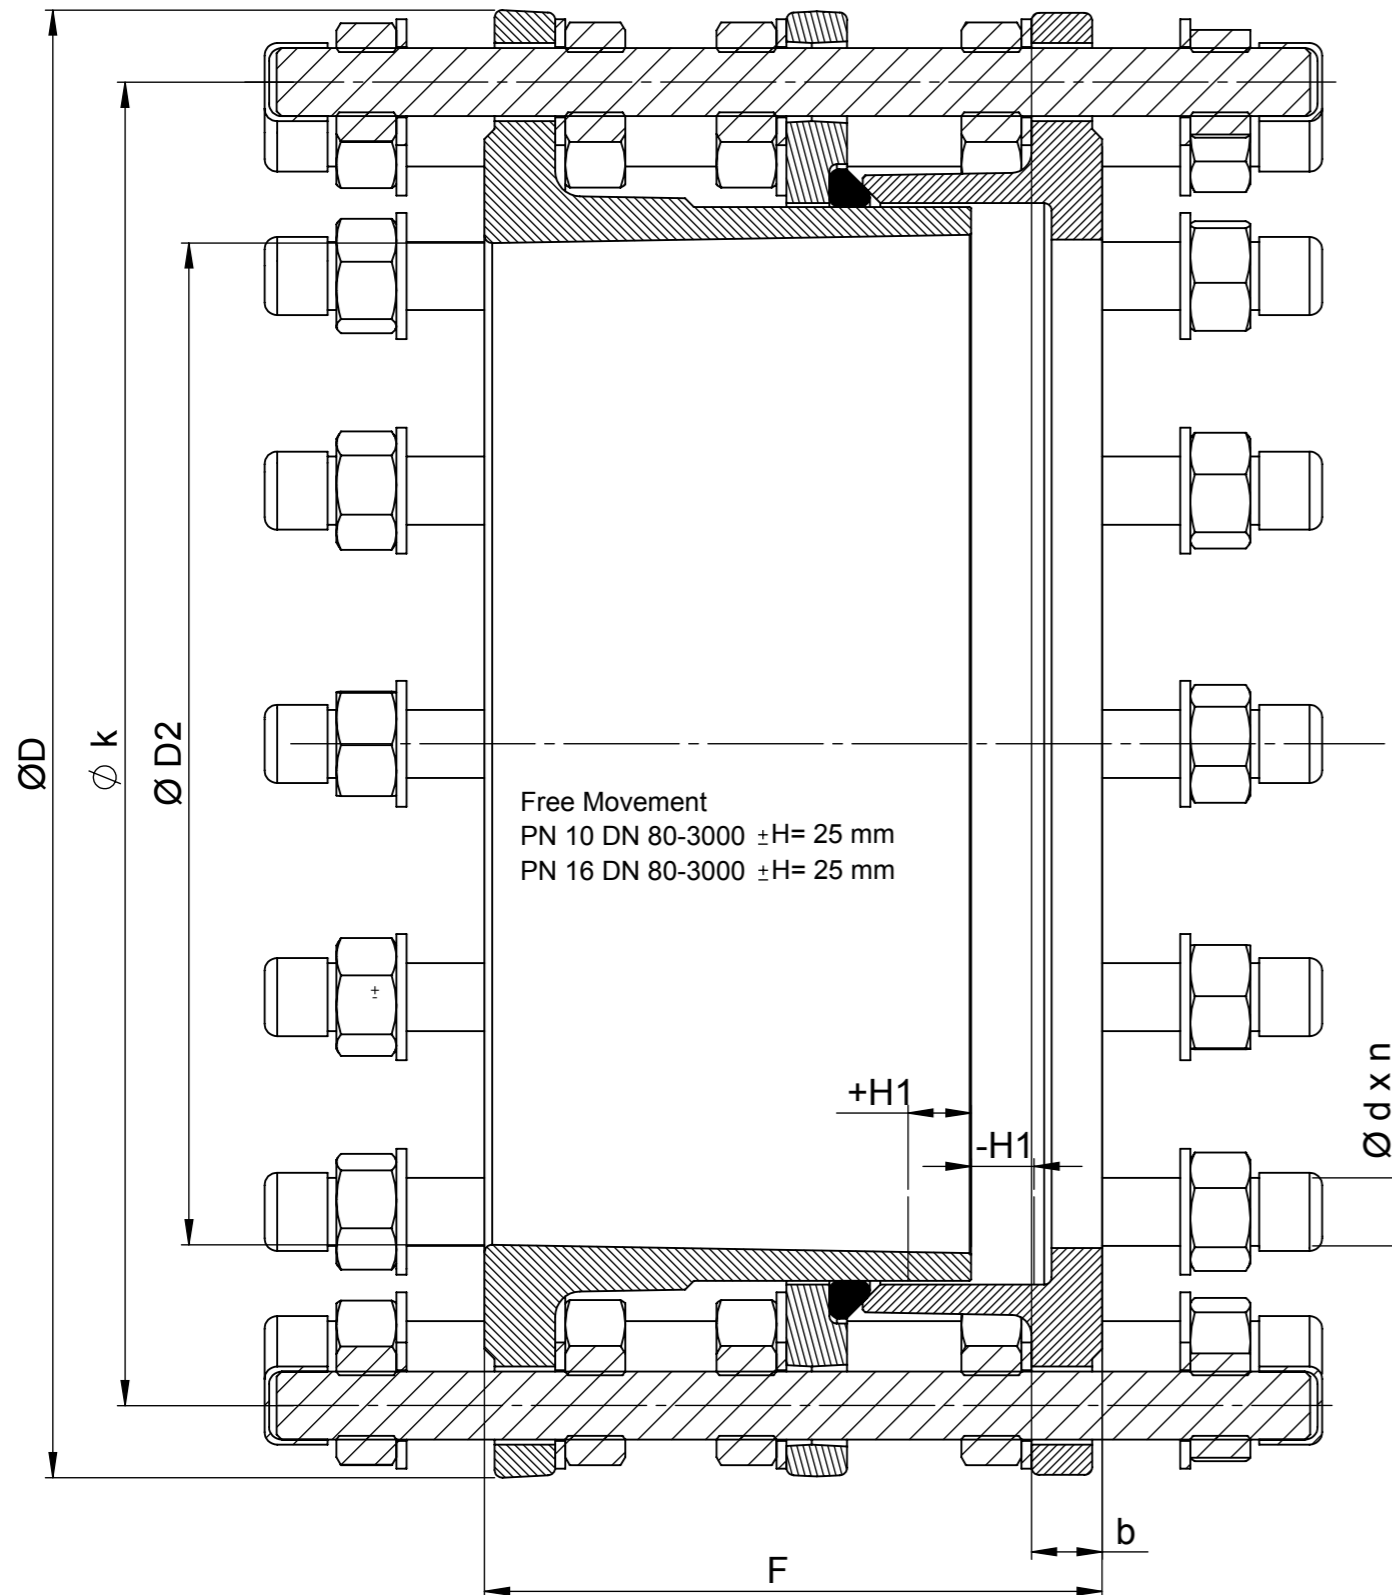 ØD
Ø k
Ø D2
Free Movement
PN 10 DN 80-3000 ±H= 25 mm
PN 16 DN 80-3000 ±H= 25 mm
±
+H1
-H1
Ø d x n
b
F